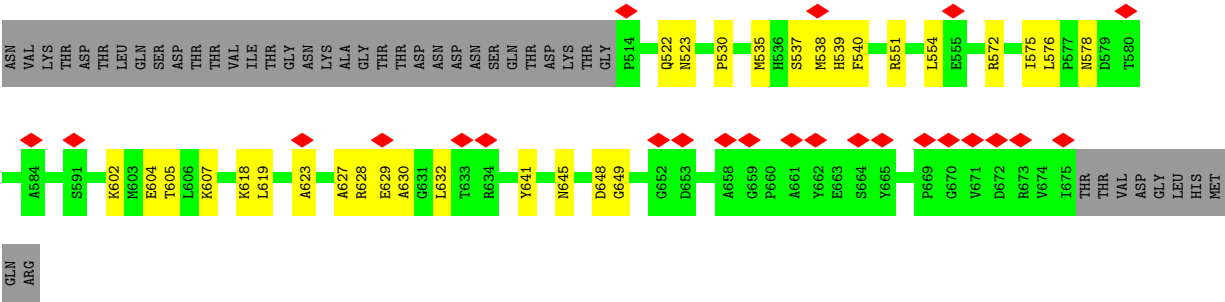 ASN VAL LYS THR ASP THR LEU GLN SER ASP THR THR VAL ILE THR GLY ASN LYS ALA GLY THR THR ASP ASN ASP ASN SER GLN THR ASP LYS THR GLY P514 Q522 N523 P530 M535 H536 S537 M538 H539 F540 R551 L554 E555 R572 I575 L576 P577 N578 D579 T580
A584 S591 K602 M603 E604 T605 L606 K607 K618 L619 A623 A627 R628 E629 A630 G631 L632 T633 R634 Y641 N645 D648 G649 G652 D653 A658 G659 P660 A661 Y662 E663 S664 Y665 P669 G670 V671 D672 R673 V674 I675 THR THR VAL ASP GLY LEU HIS MET
GLN ARG